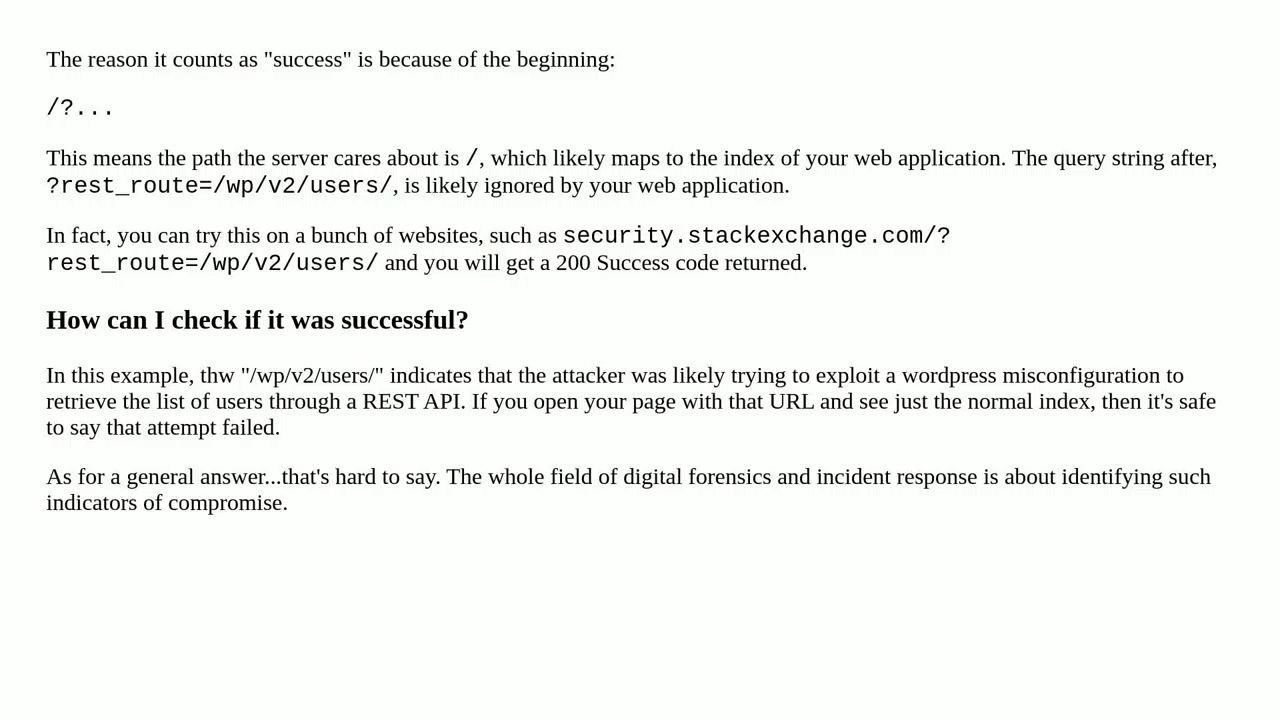 The reason it counts as "success" is because of the beginning:
/?...
This means the path the server cares about is /, which likely maps to the index of your web application. The query string after,
?rest_route=/wp/v2/users/, is likely ignored by your web application.
In fact, you can try this on a bunch of websites, such as security.stackexchange.com/?
rest_route=/wp/v2/users/ and you will get a 200 Success code returned.
How can I check if it was successful?
In this example, thw "/wp/v2/users/" indicates that the attacker was likely trying to exploit a wordpress misconfiguration to
retrieve the list of users through a REST API. If you open your page with that URL and see just the normal index, then it's safe
to say that attempt failed.
As for a general answer...that's hard to say. The whole field of digital forensics and incident response is about identifying such
indicators of compromise.